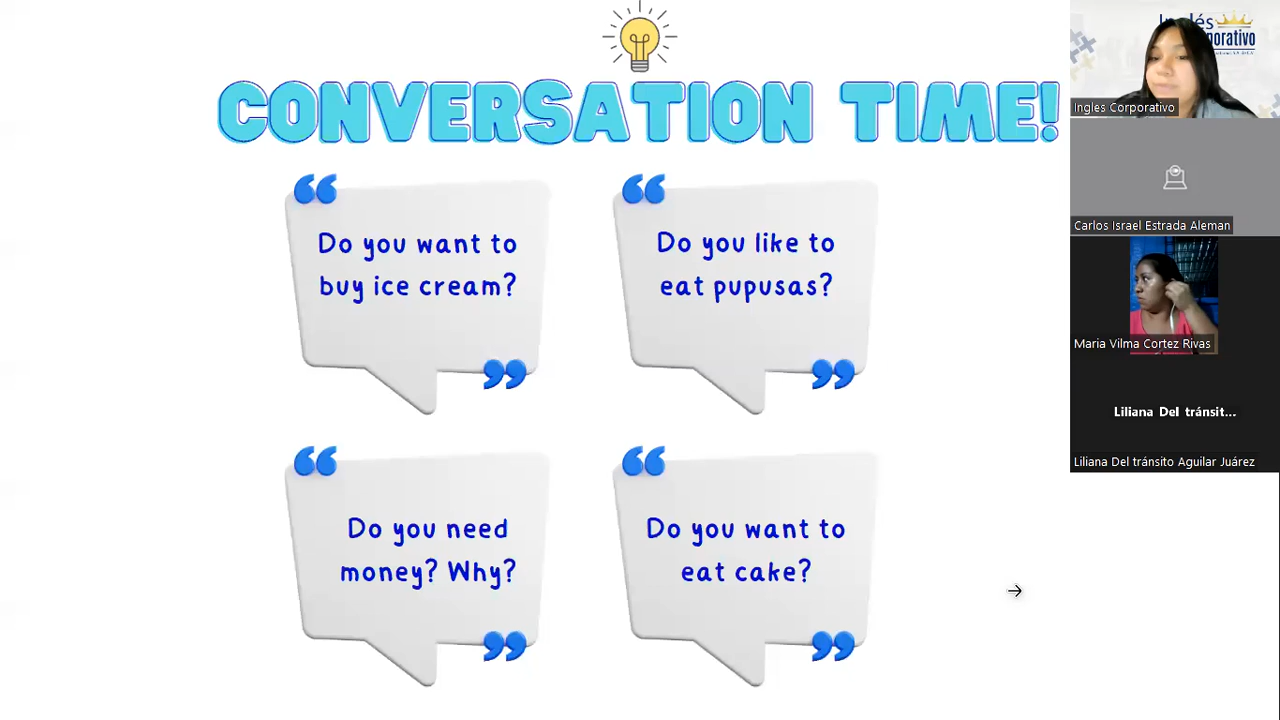 CONVERSATION TIME!
Do you want to
buy ice cream?
Do you like to
eat pupusas?
Do you need
money? Why?
Do you want to
eat cake?
Inglés
Ingles Corporativo
Carlos Israel Estrada Aleman
Maria Vilma Cortez Rivas
Liliana Del tránsit...
Liliana Del tránsito Aguilar Juárez